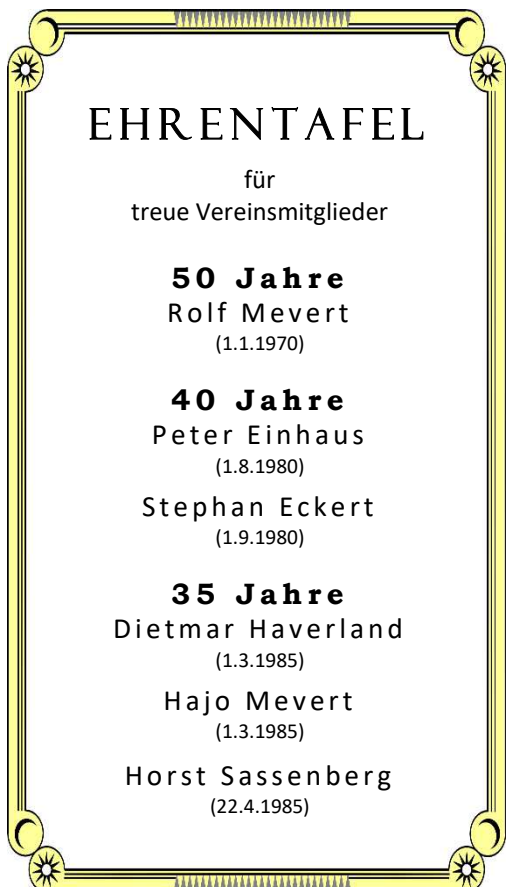 EHRENTAFEL
für
treue Vereinsmitglieder
50 Jahre
Rolf Mevert
(1.1.1970)
40 Jahre
Peter Einhaus
(1.8.1980)
Stephan Eckert
(1.9.1980)
35 Jahre
Dietmar Haverland
(1.3.1985)
Hajo Mevert
(1.3.1985)
Horst Sassenberg
(22.4.1985)